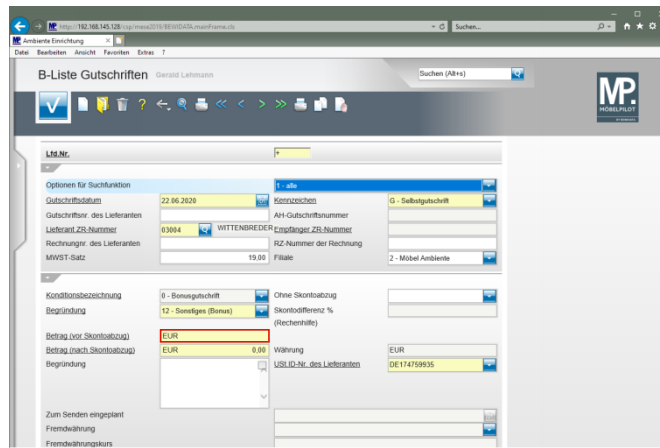 http://192.168.145.128/csp/mese2019/BEWIDATA.mainFrame.cls
Suchen...
Ambiente Einrichtung
Datei Bearbeiten Ansicht Favoriten Extras ?
B-Liste Gutschriften Gerald Lehmann
Suchen (Alt+s)
MP.
MÖBELPILOT
Lfd.Nr. +
Optionen für Suchfunktion 1 - alle
Gutschriftsdatum 22.06.2020 Kennzeichen G - Selbstgutschrift
Gutschriftsnr. des Lieferanten AH-Gutschriftsnummer
Lieferant ZR-Nummer 03004 WITTENBREDER Empfänger ZR-Nummer
Rechnungnr. des Lieferanten RZ-Nummer der Rechnung
MWST-Satz 19,00 Filiale 2 - Möbel Ambiente
Konditionsbezeichnung 0 - Bonusgutschrift Ohne Skontoabzug
Begründung 12 - Sonstiges (Bonus) Skontodifferenz %
(Rechenhilfe)
Betrag (vor Skontoabzug) EUR
Betrag (nach Skontoabzug) EUR 0,00 Währung EUR
Begründung USt.ID-Nr. des Lieferanten DE174759935
Zum Senden eingeplant
Fremdwährung
Fremdwährungskurs